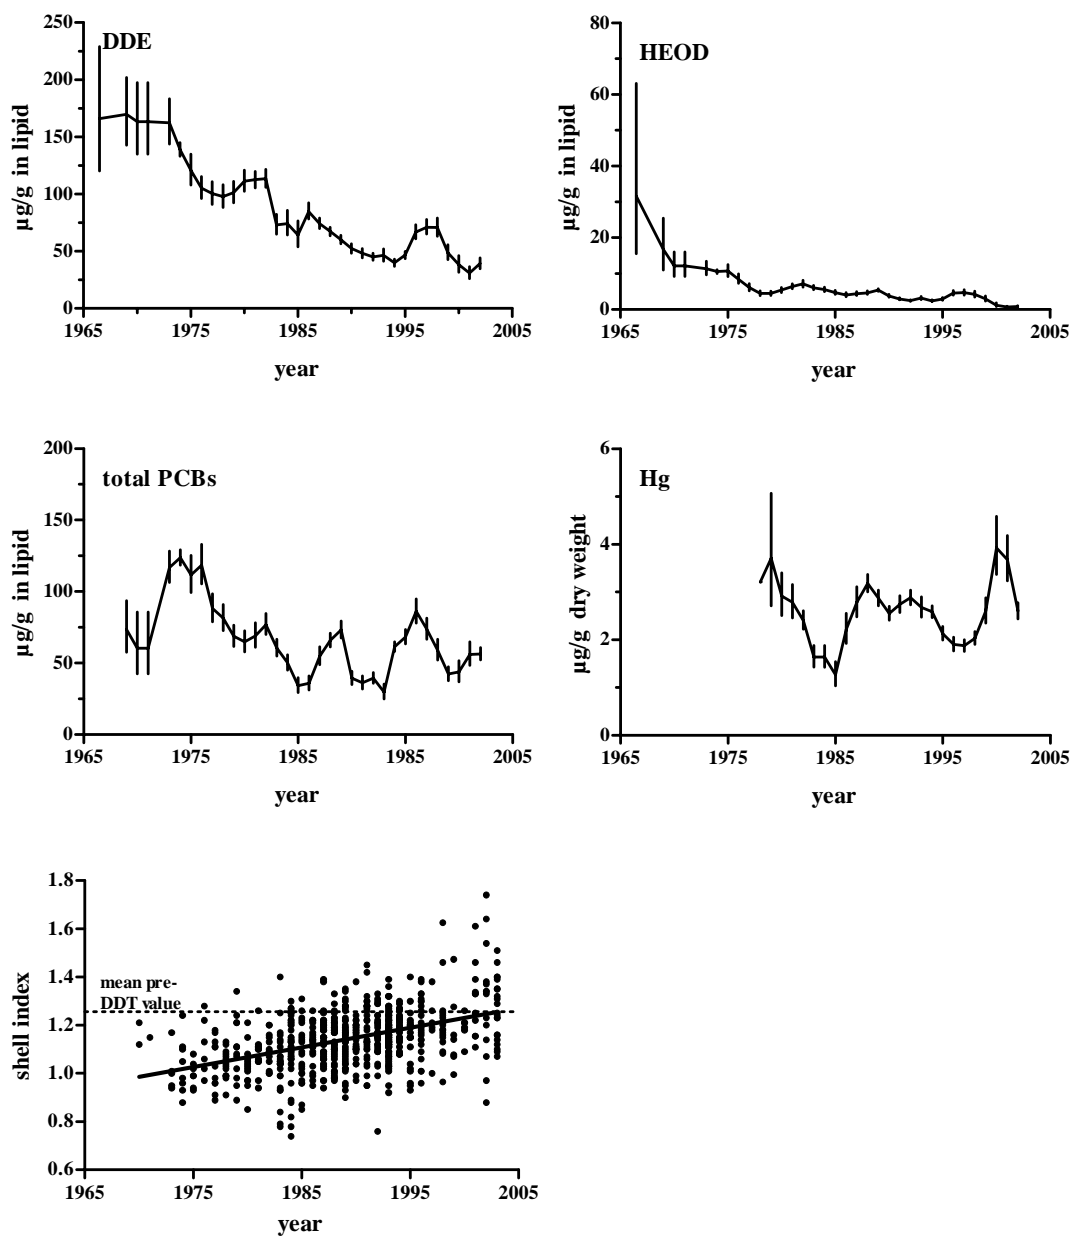 DDE
µg/g in lipid
250
200
150
100
50
0
1965 1975 1985 1995 2005
year
HEOD
µg/g in lipid
80
60
40
20
0
1965 1975 1985 1995 2005
year
total PCBs
µg/g in lipid
200
150
100
50
0
1965 1975 1985 1985 2005
year
Hg
µg/g dry weight
6
4
2
0
1965 1975 1985 1995 2005
year
shell index
1.8
1.6
1.4
1.2
1.0
0.8
0.6
mean pre-
DDT value
1965 1975 1985 1995 2005
year